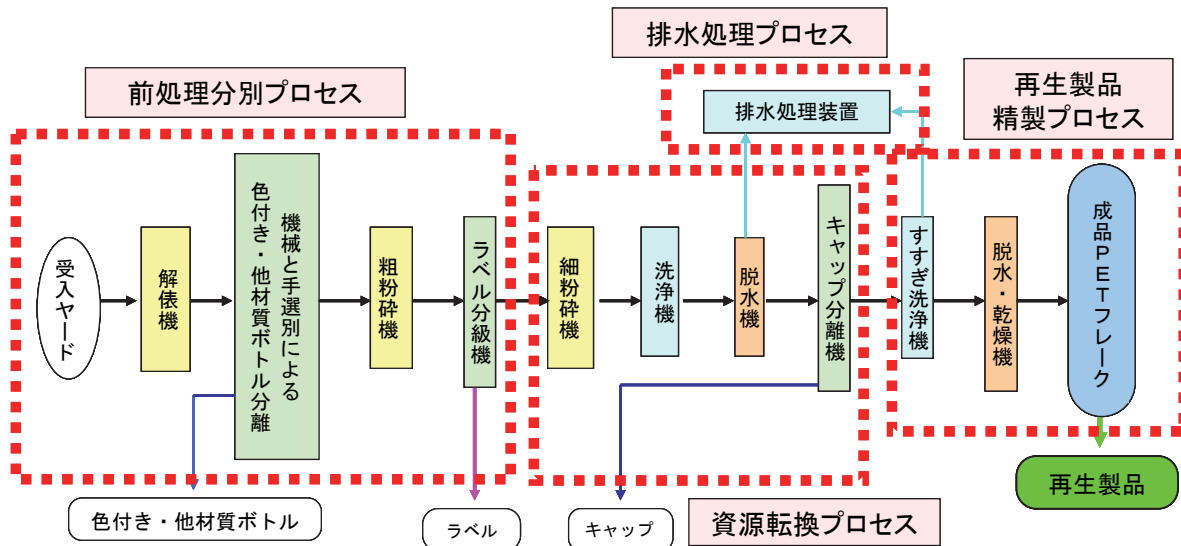 排水処理プロセス
前処理分別プロセス
再生製品
精製プロセス
排水処理装置
受入ヤード
解俵機
機械と手選別による
色付き・他材質ボトル分離
粗粉砕機
ラベル分級機
細粉砕機
洗浄機
脱水機
キャップ分離機
すすぎ洗浄機
脱水・乾燥機
成品PETフレーク
色付き・他材質ボトル
ラベル
キャップ
資源転換プロセス
再生製品